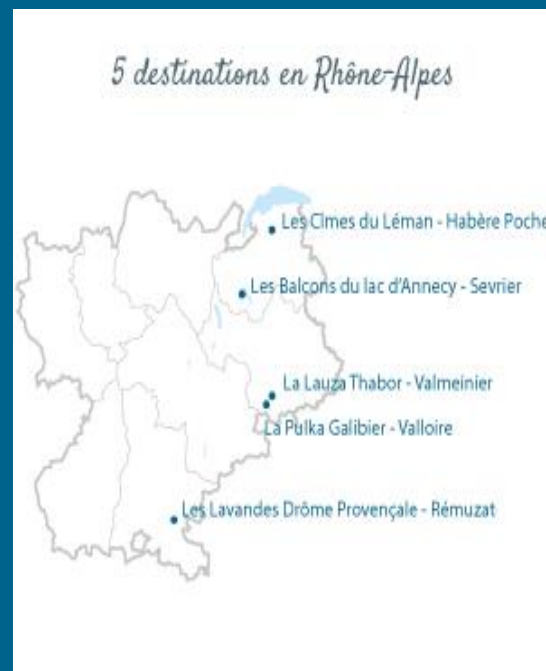 5 destinations en Rhône-Alpes
Les Cîmes du Léman - Habère Poche
Les Balcons du lac d'Annecy - Sevrier
La Lauza Thabor - Valmeinier
La Pulka Galibier - Valloire
Les Lavandes Drôme Provençale - Rémuzat